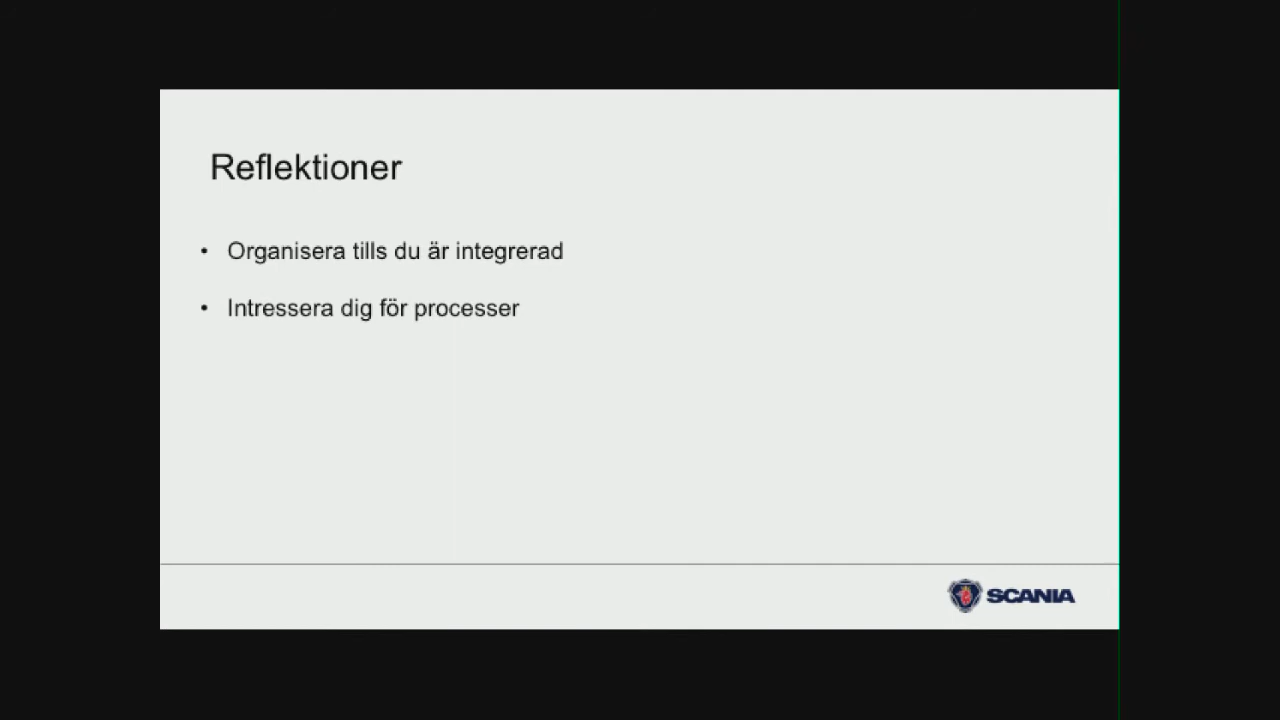 Reflektioner
• Organisera tills du är integrerad
• Intressera dig för processer
SCANIA